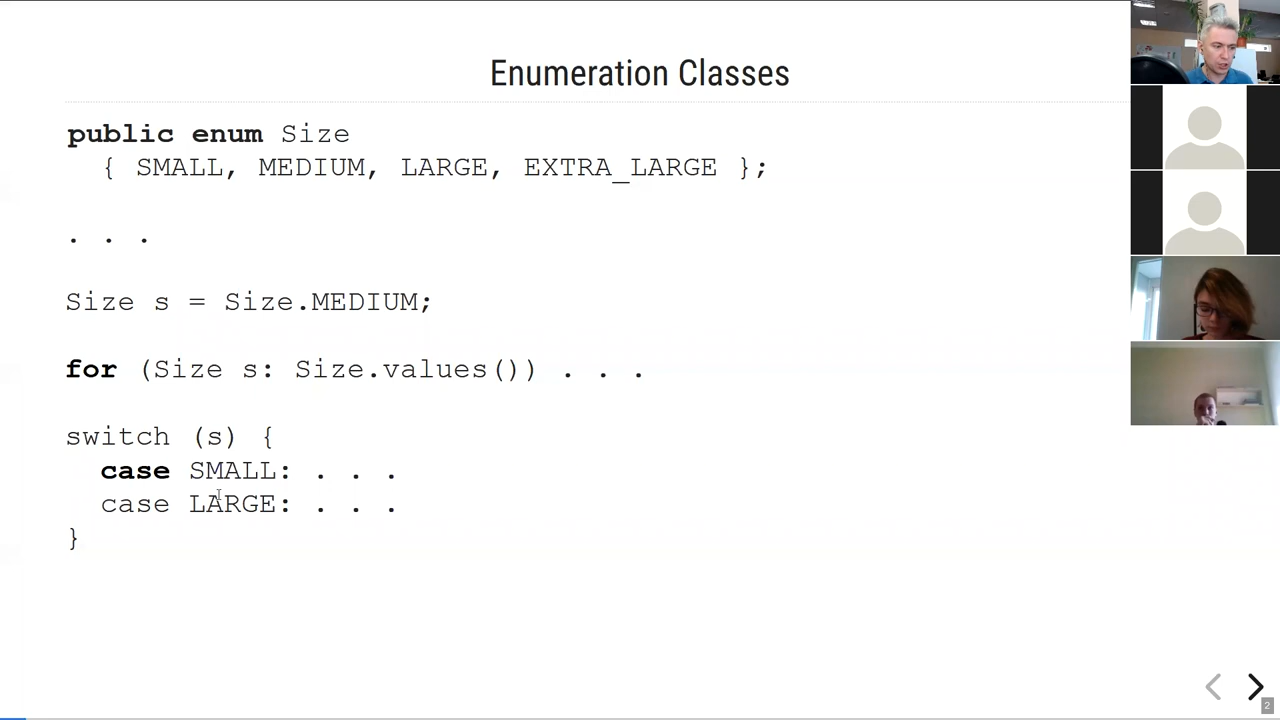 Enumeration Classes
public enum Size
{ SMALL, MEDIUM, LARGE, EXTRA_LARGE };
. . .
Size s = Size.MEDIUM;
for (Size s: Size.values()) . . .
switch (s) {
case SMALL: . . .
case LARGE: . . .
}
2